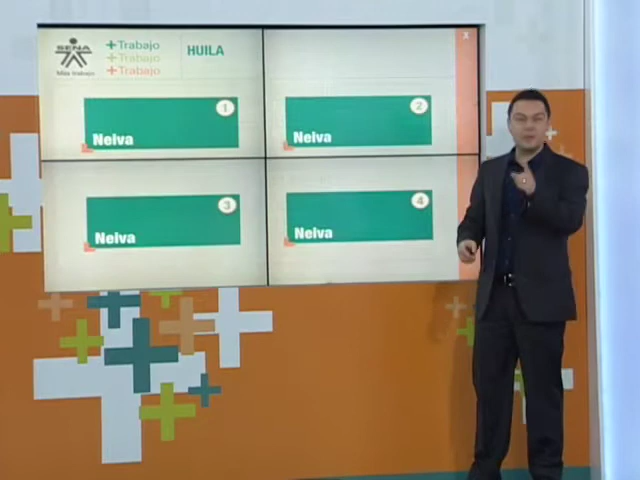 SENA
Más trabajo
+Trabajo
+Trabajo
+Trabajo
HUILA
X
1
Neiva
2
Neiva
3
Neiva
4
Neiva